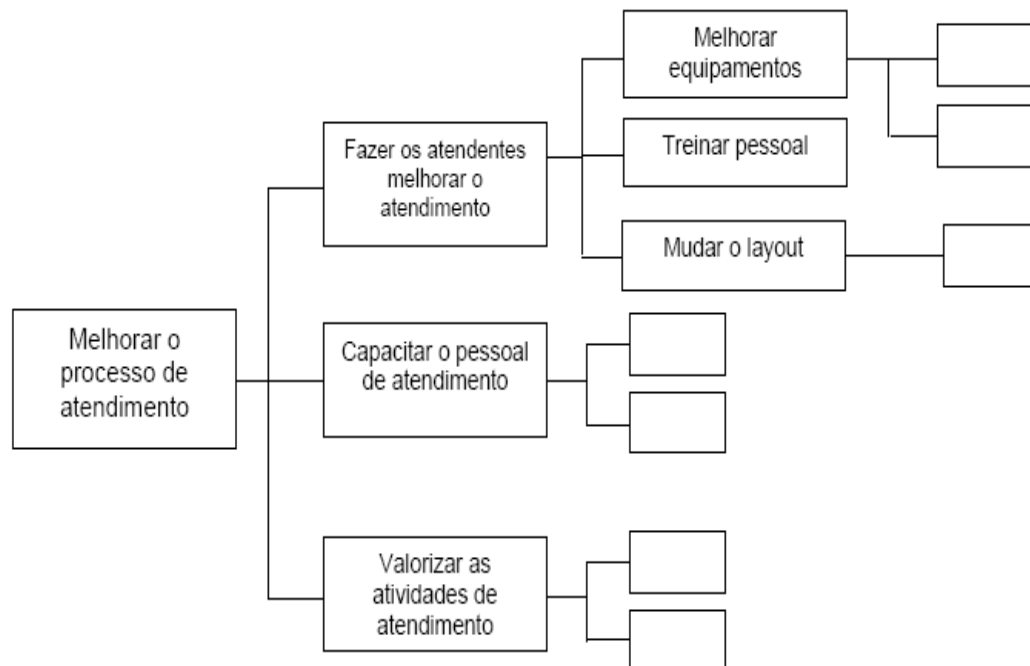 Melhorar
equipamentos
Fazer os atendentes
melhorar o
atendimento
Treinar pessoal
Mudar o layout
Melhorar o
processo de
atendimento
Capacitar o pessoal
de atendimento
Valorizar as
atividades de
atendimento